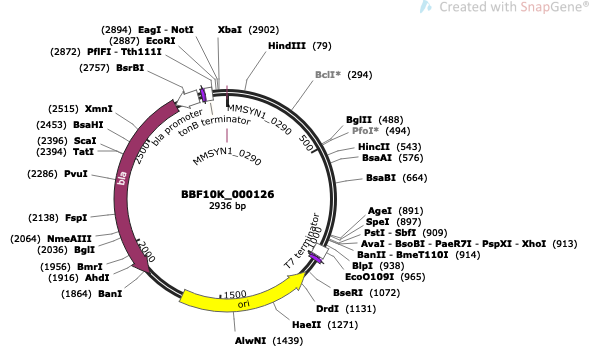 Created with SnapGene®
(2894) EagI - NotI
XbaI (2902)
(2887) EcoRI
HindIII (79)
(2872) PflFI - Tth111I
(2757) BsrBI
BclI* (294)
bla promoter
tonB terminator
MMSYN1_0290
MMSYN1_0290
(2515) XmnI
(2453) BsaHI
(2396) ScaI
(2394) TatI
(2286) PvuI
(2138) FspI
(2064) NmeAIII
(2036) BglI
(1956) BmrI
(1916) AhdI
(1864) BanI
BglII (488)
PfoI* (494)
HincII (543)
BsaAI (576)
BsaBI (664)
AgeI (891)
SpeI (897)
PstI - SbfI (909)
AvaI - BsoBI - PaeR7I - PspXI - XhoI (913)
BanII - BmeT110I (914)
BlpI (938)
EcoO109I (965)
BseRI (1072)
DrdI (1131)
HaeII (1271)
AlwNI (1439)
BBF10K_000126
2936 bp
500
1000
1500
2000
2500
bla
ori
T7 terminator